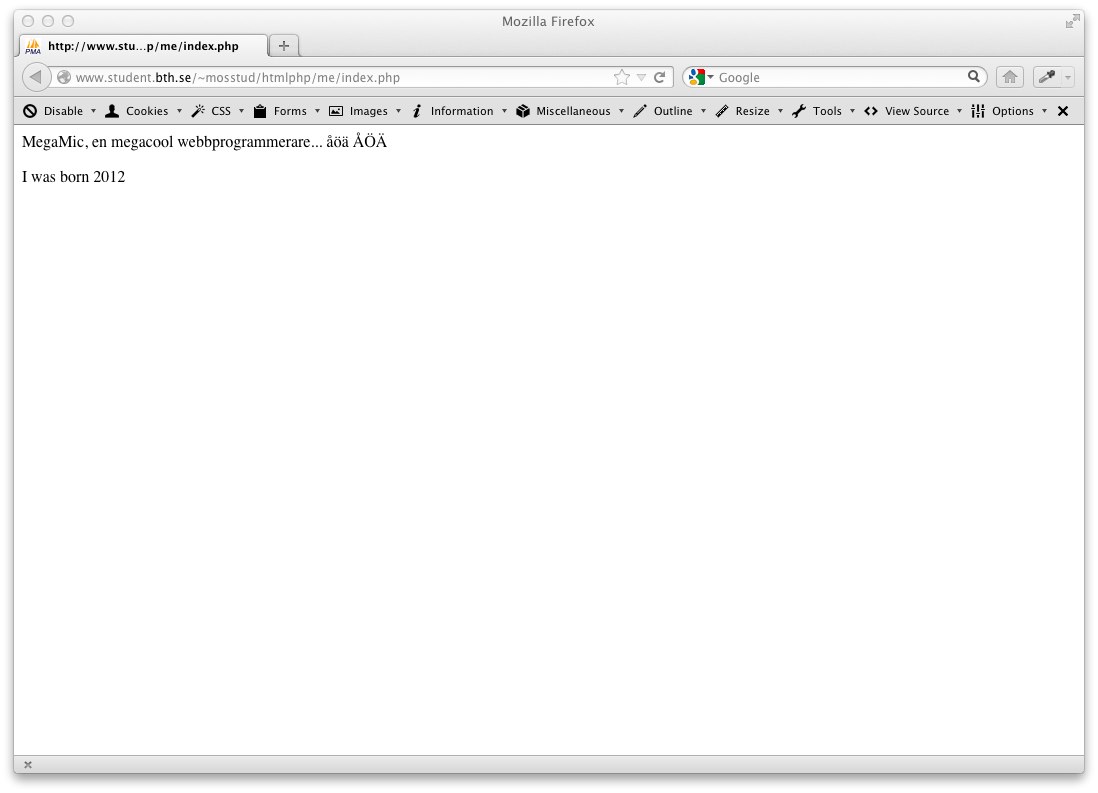 Mozilla Firefox
PMA http://www.stu...p/me/index.php
www.student.bth.se/~mosstud/htmlphp/me/index.php Google
Disable Cookies CSS Forms Images Information Miscellaneous Outline Resize Tools View Source Options
MegaMic, en megacool webbprogrammerare... åöä ÅÖÄ
I was born 2012